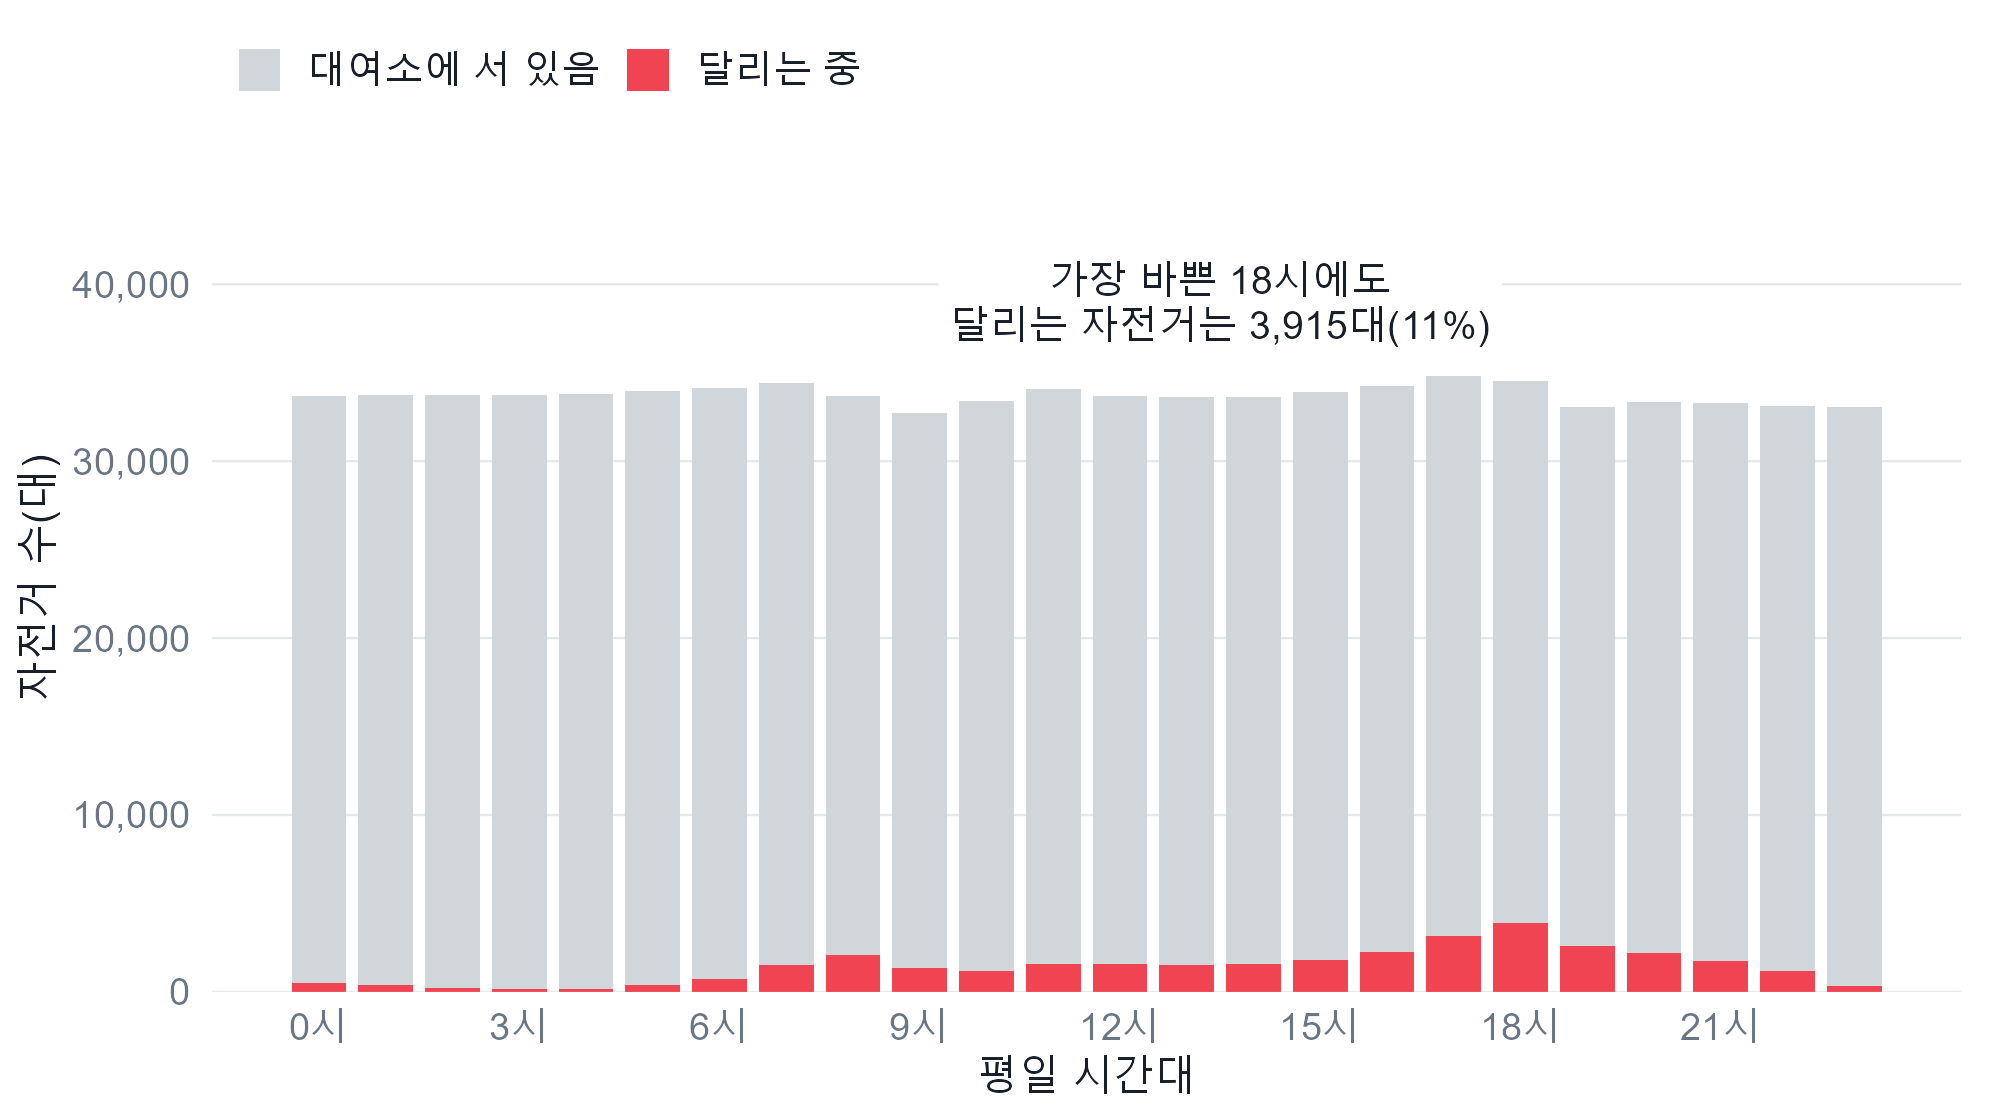 대여소에 서 있음
달리는 중
가장 바쁜 18시에도
달리는 자전거는 3,915대(11%)
40,000
30,000
20,000
10,000
0
자전거 수(대)
0시
3시
6시
9시
12시
15시
18시
21시
평일 시간대